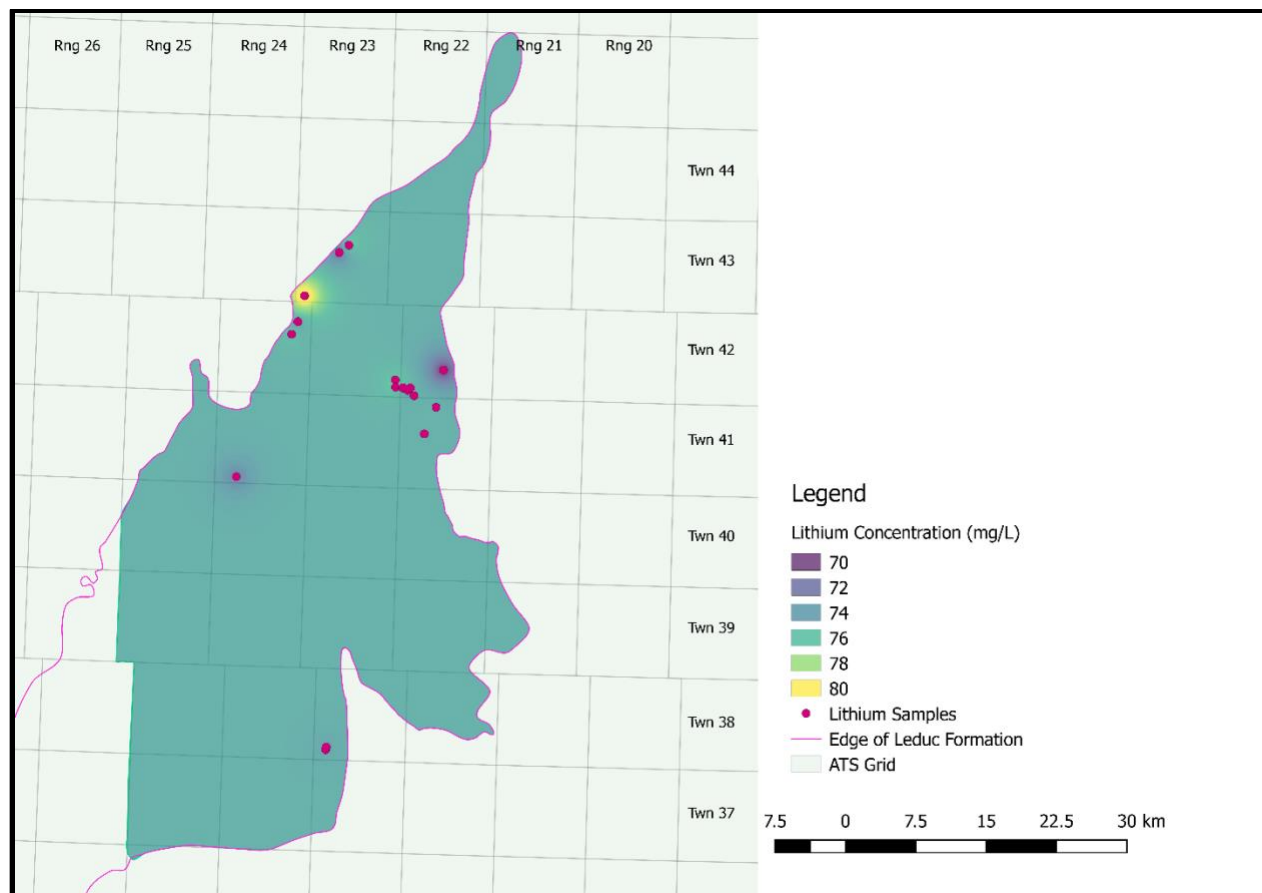 Rng 26 Rng 25 Rng 24 Rng 23 Rng 22 Rng 21 Rng 20
Twn 44
Twn 43
Twn 42
Twn 41
Twn 40
Twn 39
Twn 38
Twn 37
Legend
Lithium Concentration (mg/L)
70
72
74
76
78
80
Lithium Samples
Edge of Leduc Formation
ATS Grid
7.5 0 7.5 15 22.5 30 km